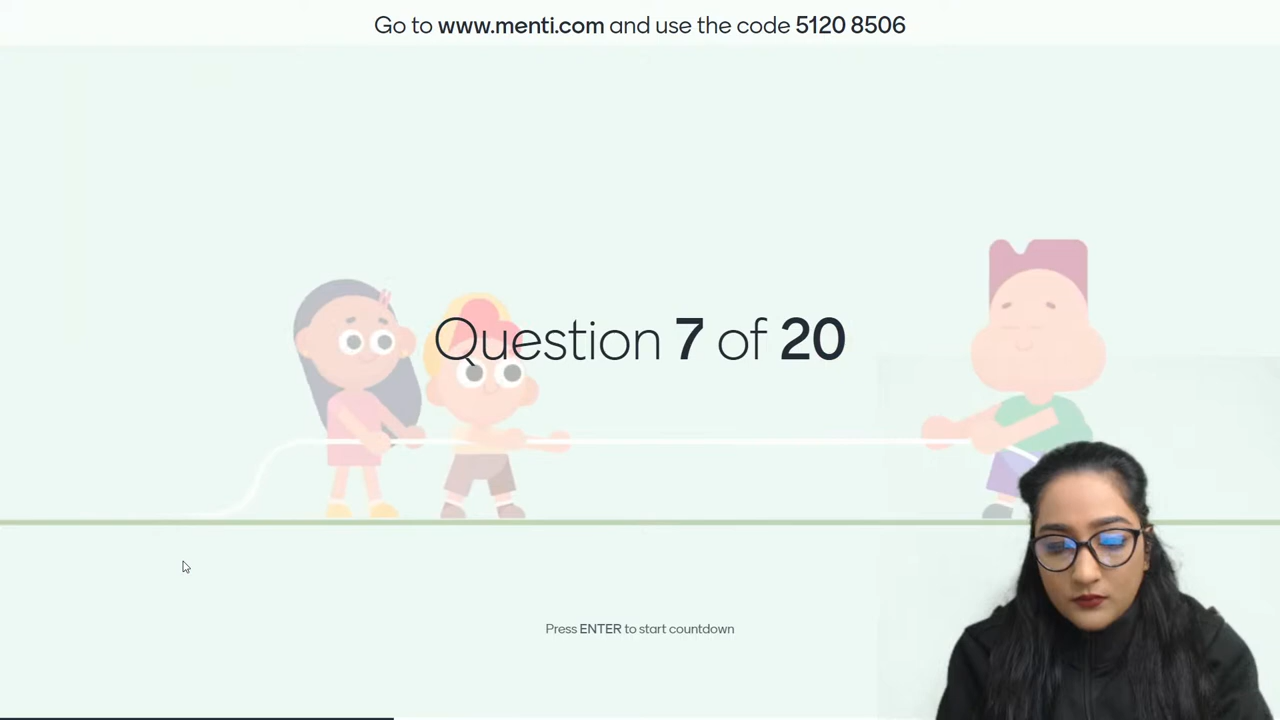 Go to www.menti.com and use the code 5120 8506
Question 7 of 20
Press ENTER to start countdown